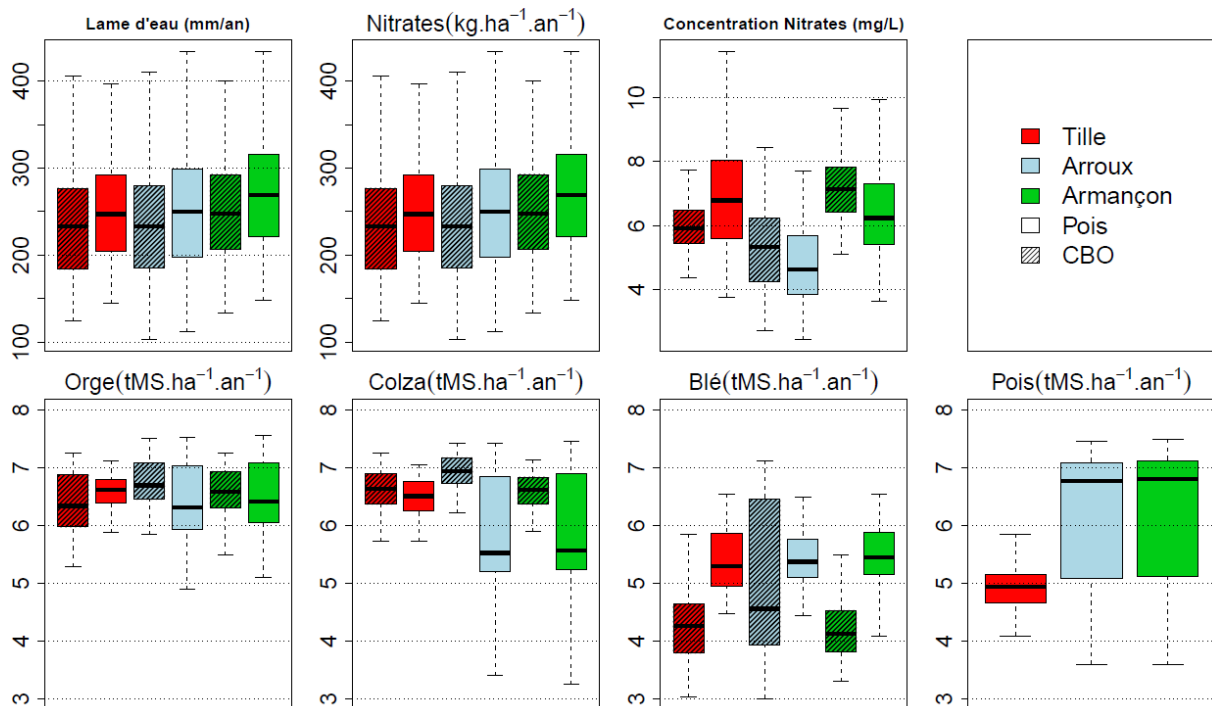 Lame d'eau (mm/an)
100 200 300 400
Nitrates(kg.ha⁻¹.an⁻¹)
100 200 300 400
Concentration Nitrates (mg/L)
4 6 8 10
Tille
Arroux
Armançon
Pois
CBO
Orge(tMS.ha⁻¹.an⁻¹)
3 4 5 6 7 8
Colza(tMS.ha⁻¹.an⁻¹)
3 4 5 6 7 8
Blé(tMS.ha⁻¹.an⁻¹)
3 4 5 6 7 8
Pois(tMS.ha⁻¹.an⁻¹)
3 4 5 6 7 8